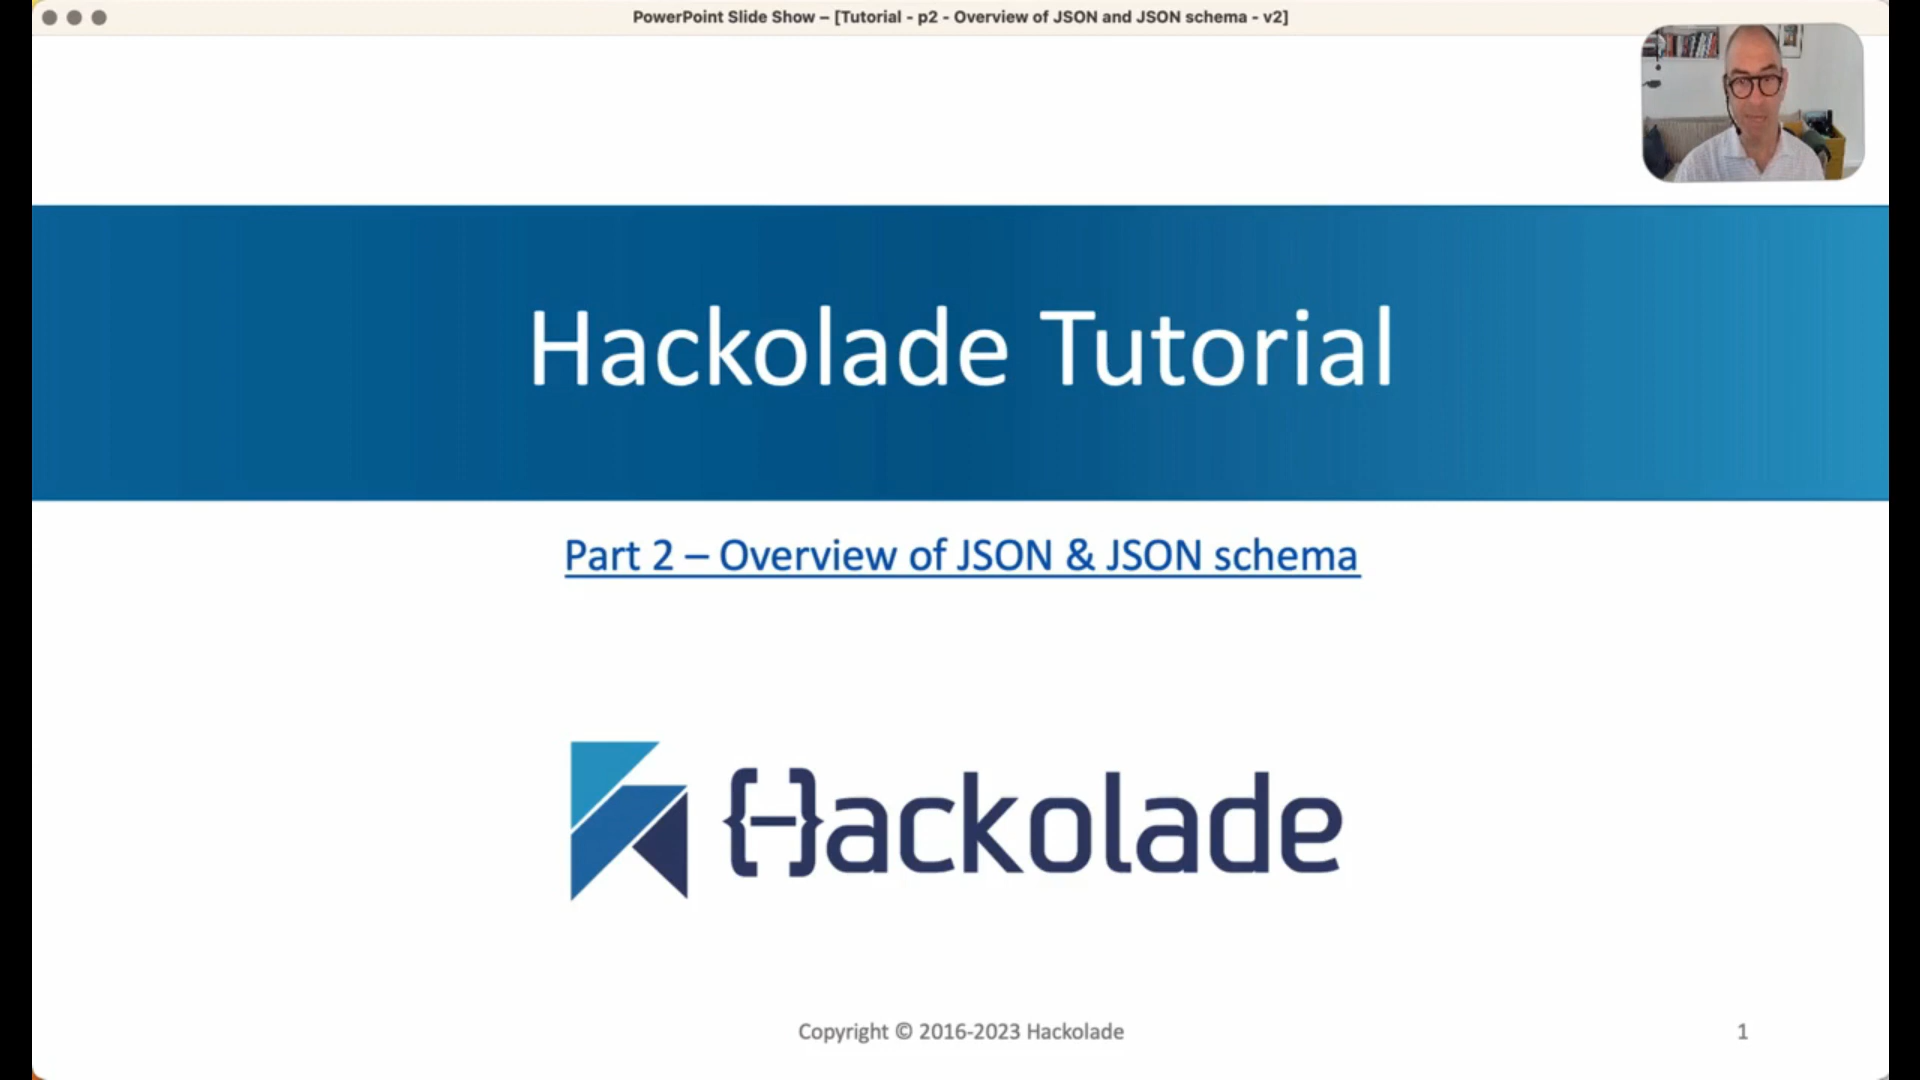 PowerPoint Slide Show – [Tutorial - p2 - Overview of JSON and JSON schema - v2]
Hackolade Tutorial
Part 2 – Overview of JSON & JSON schema
Hackolade
Copyright © 2016-2023 Hackolade
1